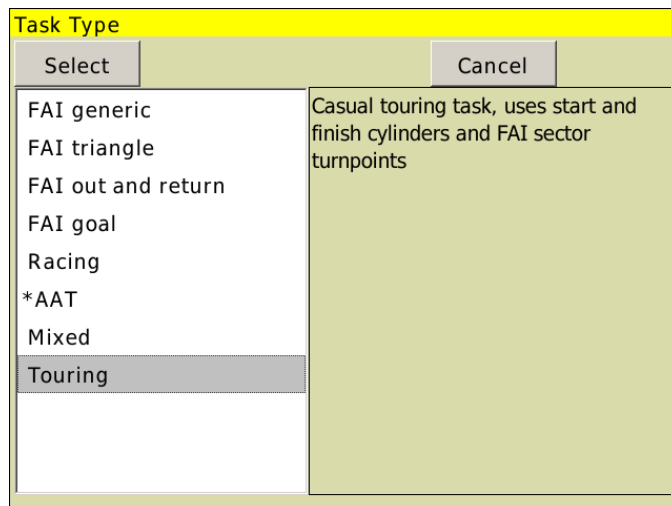 Task Type
Select
Cancel
FAI generic
FAI triangle
FAI out and return
FAI goal
Racing
*AAT
Mixed
Touring
Casual touring task, uses start and
finish cylinders and FAI sector
turnpoints